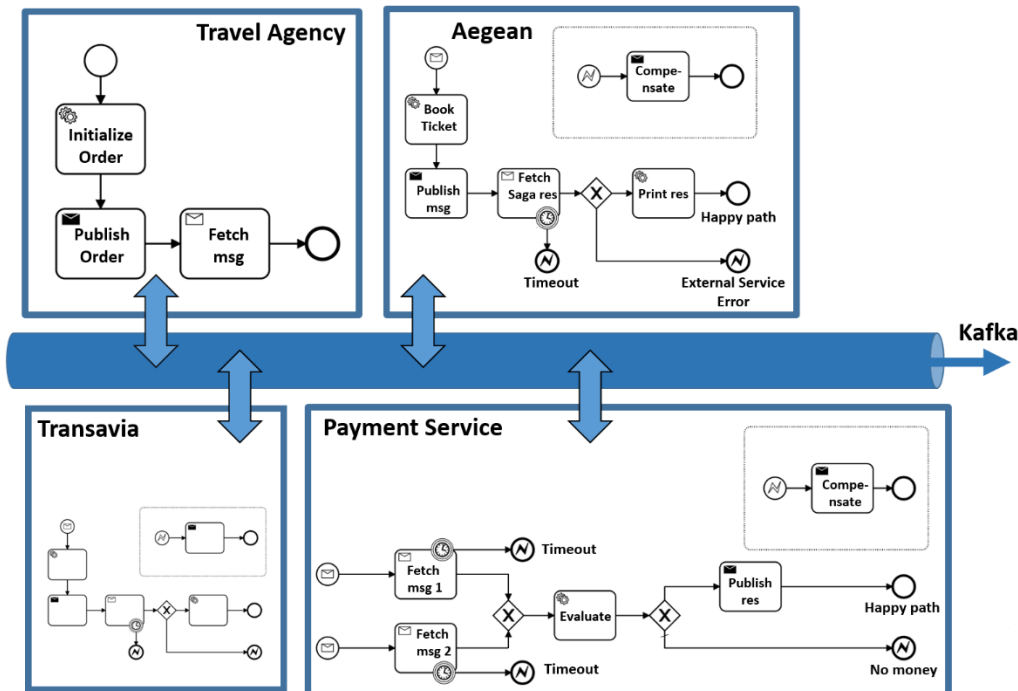 Travel Agency
Initialize
Order
Publish
Order
Fetch
msg
Aegean
Compe-
nsate
Book
Ticket
Publish
msg
Fetch
Saga res
X
Print res
Happy path
Timeout
External Service
Error
Kafka
Transavia
X
Payment Service
Compe-
nsate
Timeout
Fetch
msg 1
X
Evaluate
X
Publish
res
Happy path
Fetch
msg 2
Timeout
No money